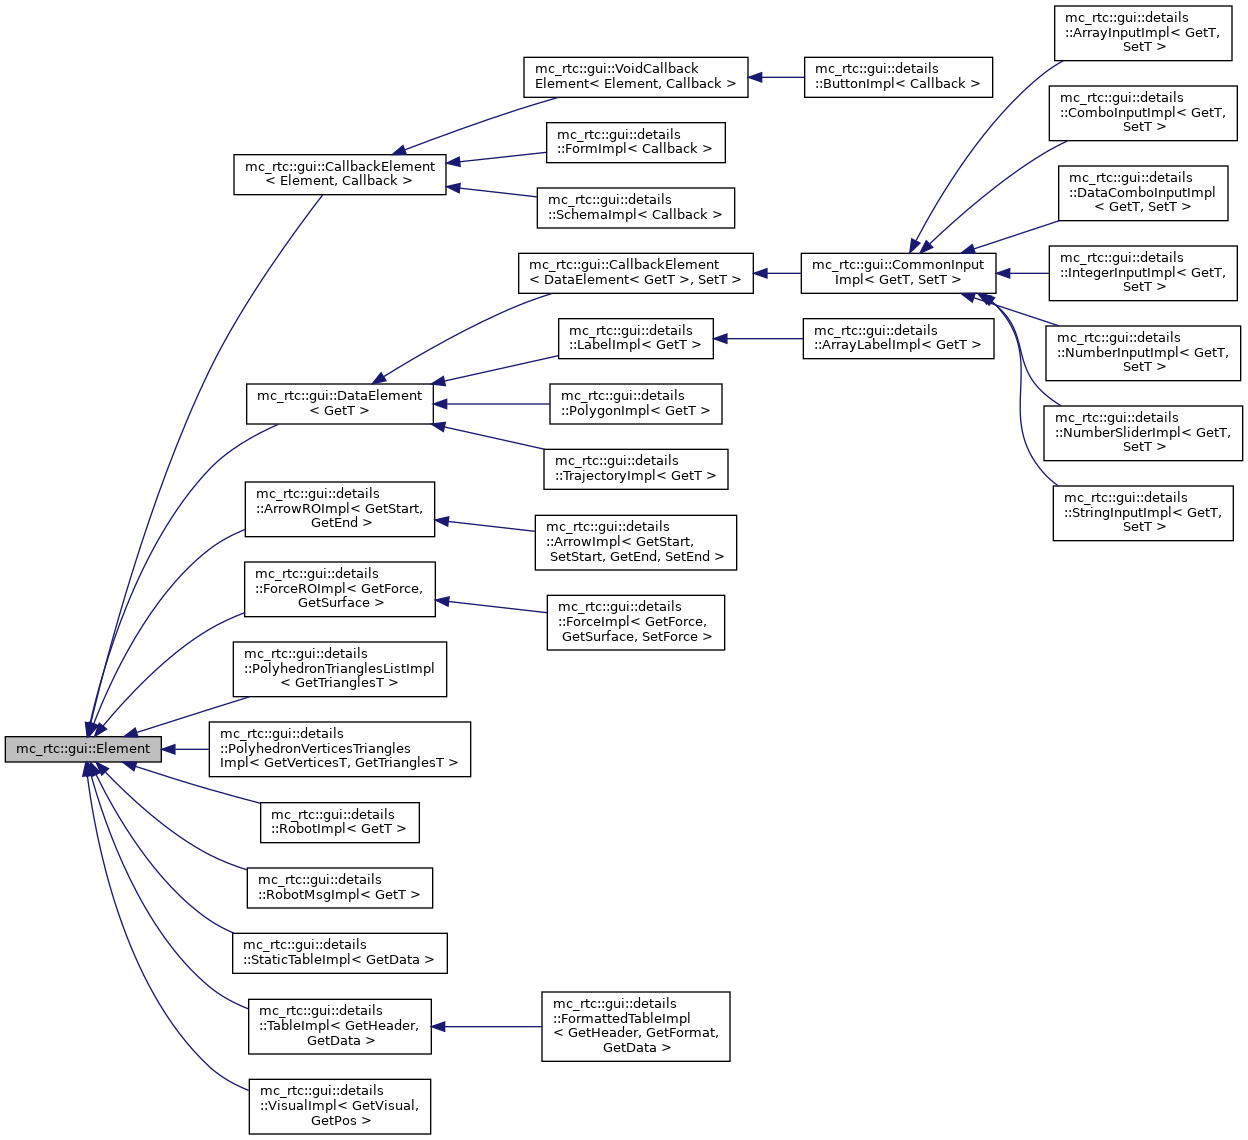 mc_rtc::gui::Element
mc_rtc::gui::CallbackElement
< Element, Callback >
mc_rtc::gui::DataElement
< GetT >
mc_rtc::gui::details
::ArrowROImpl< GetStart,
GetEnd >
mc_rtc::gui::details
::ForceROImpl< GetForce,
GetSurface >
mc_rtc::gui::details
::PolyhedronTrianglesListImpl
< GetTrianglesT >
mc_rtc::gui::details
::PolyhedronVerticesTriangles
Impl< GetVerticesT, GetTrianglesT >
mc_rtc::gui::details
::RobotImpl< GetT >
mc_rtc::gui::details
::RobotMsgImpl< GetT >
mc_rtc::gui::details
::StaticTableImpl< GetData >
mc_rtc::gui::details
::TableImpl< GetHeader,
GetData >
mc_rtc::gui::details
::VisualImpl< GetVisual,
GetPos >
mc_rtc::gui::VoidCallback
Element< Element, Callback >
mc_rtc::gui::details
::FormImpl< Callback >
mc_rtc::gui::details
::SchemaImpl< Callback >
mc_rtc::gui::CallbackElement
< DataElement< GetT >, SetT >
mc_rtc::gui::details
::LabelImpl< GetT >
mc_rtc::gui::details
::PolygonImpl< GetT >
mc_rtc::gui::details
::TrajectoryImpl< GetT >
mc_rtc::gui::details
::ArrowImpl< GetStart,
SetStart, GetEnd, SetEnd >
mc_rtc::gui::details
::ForceImpl< GetForce,
GetSurface, SetForce >
mc_rtc::gui::details
::FormattedTableImpl
< GetHeader, GetFormat,
GetData >
mc_rtc::gui::details
::ButtonImpl< Callback >
mc_rtc::gui::CommonInput
Impl< GetT, SetT >
mc_rtc::gui::details
::ArrayLabelImpl< GetT >
mc_rtc::gui::details
::ArrayInputImpl< GetT,
SetT >
mc_rtc::gui::details
::ComboInputImpl< GetT,
SetT >
mc_rtc::gui::details
::DataComboInputImpl
< GetT, SetT >
mc_rtc::gui::details
::IntegerInputImpl< GetT,
SetT >
mc_rtc::gui::details
::NumberInputImpl< GetT,
SetT >
mc_rtc::gui::details
::NumberSliderImpl< GetT,
SetT >
mc_rtc::gui::details
::StringInputImpl< GetT,
SetT >